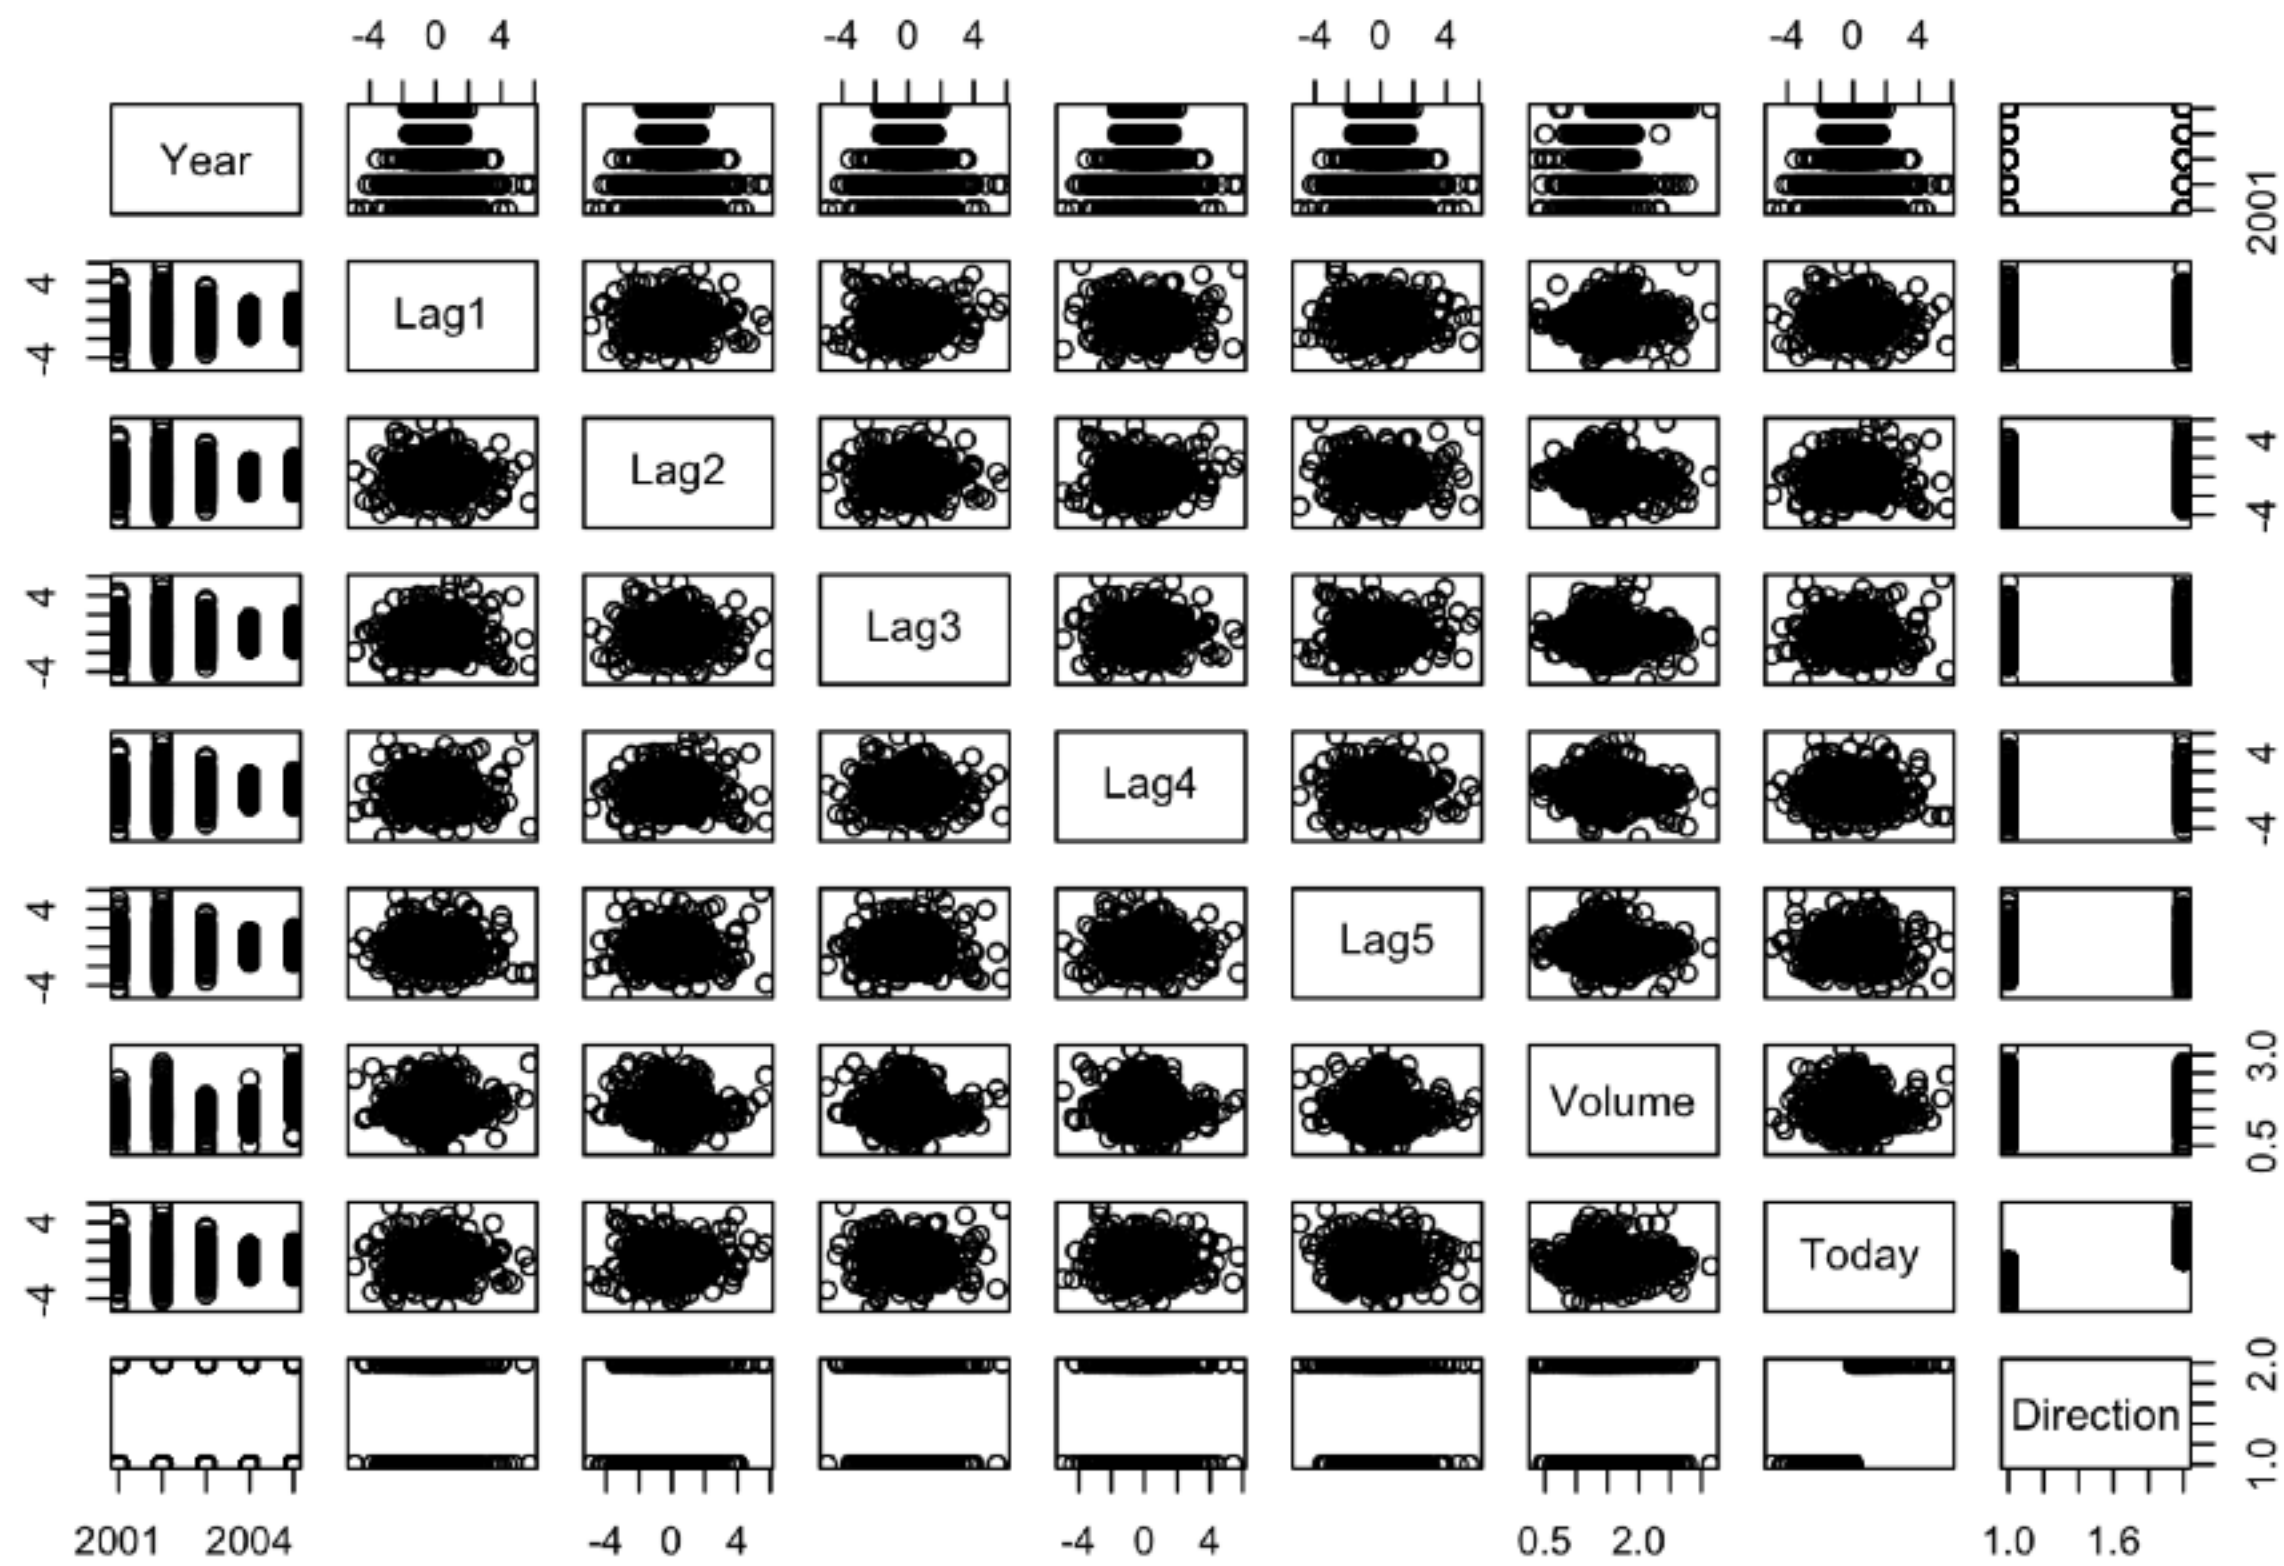 -4 0 4 -4 0 4 -4 0 4 -4 0 4
Year 2001
4 -4 Lag1
Lag2 4 -4
4 -4 Lag3
Lag4 4 -4
4 -4 Lag5
Volume 3.0 0.5
4 -4 Today
Direction 2.0 1.0
2001 2004 -4 0 4 -4 0 4 0.5 2.0 1.0 1.6